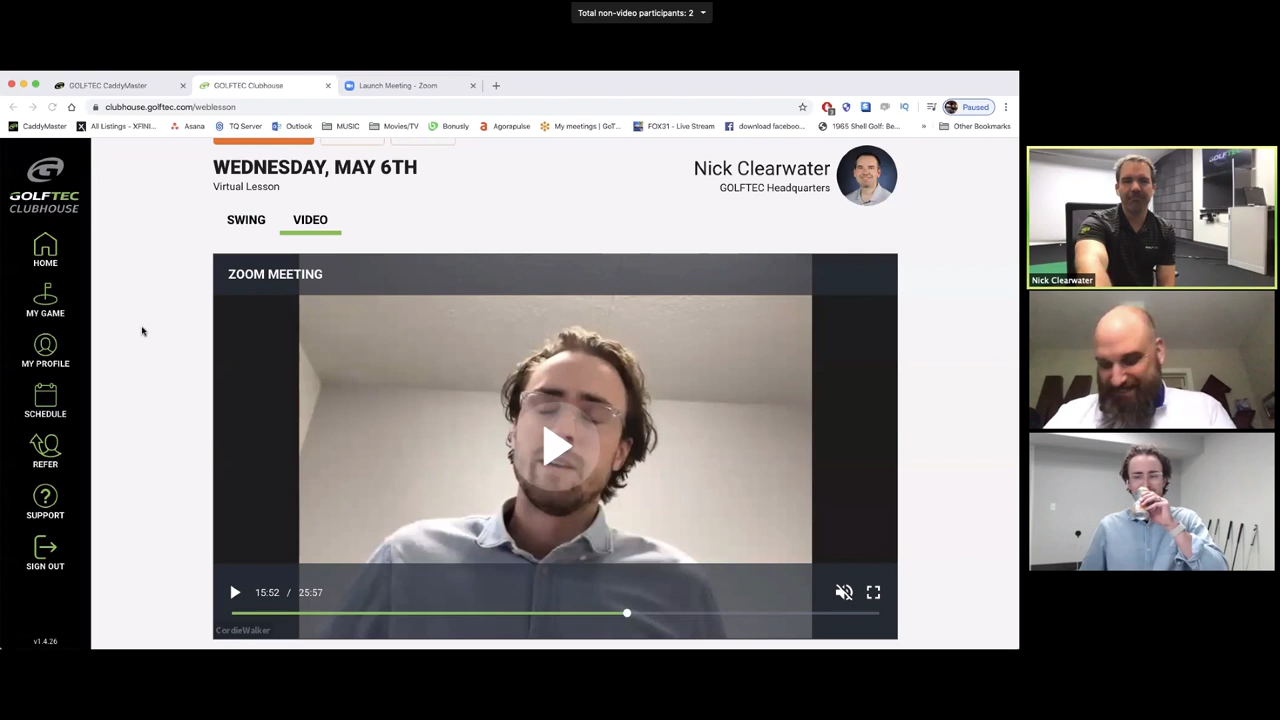 Total non-video participants: 2
GOLFTEC CaddyMaster
GOLFTEC Clubhouse
Launch Meeting - Zoom
clubhouse.golftec.com/weblesson
Paused
CaddyMaster
All Listings - XFINI...
Asana
TQ Server
Outlook
MUSIC
Movies/TV
Bonusly
Agorapulse
My meetings | GoT...
FOX31 - Live Stream
download faceboo...
1965 Shell Golf: Be...
Other Bookmarks
GOLFTEC
CLUBHOUSE
HOME
MY GAME
MY PROFILE
SCHEDULE
REFER
SUPPORT
SIGN OUT
v1.4.26
WEDNESDAY, MAY 6TH
Virtual Lesson
Nick Clearwater
GOLFTEC Headquarters
SWING
VIDEO
ZOOM MEETING
15:52 / 25:57
CordieWalker
Nick Clearwater